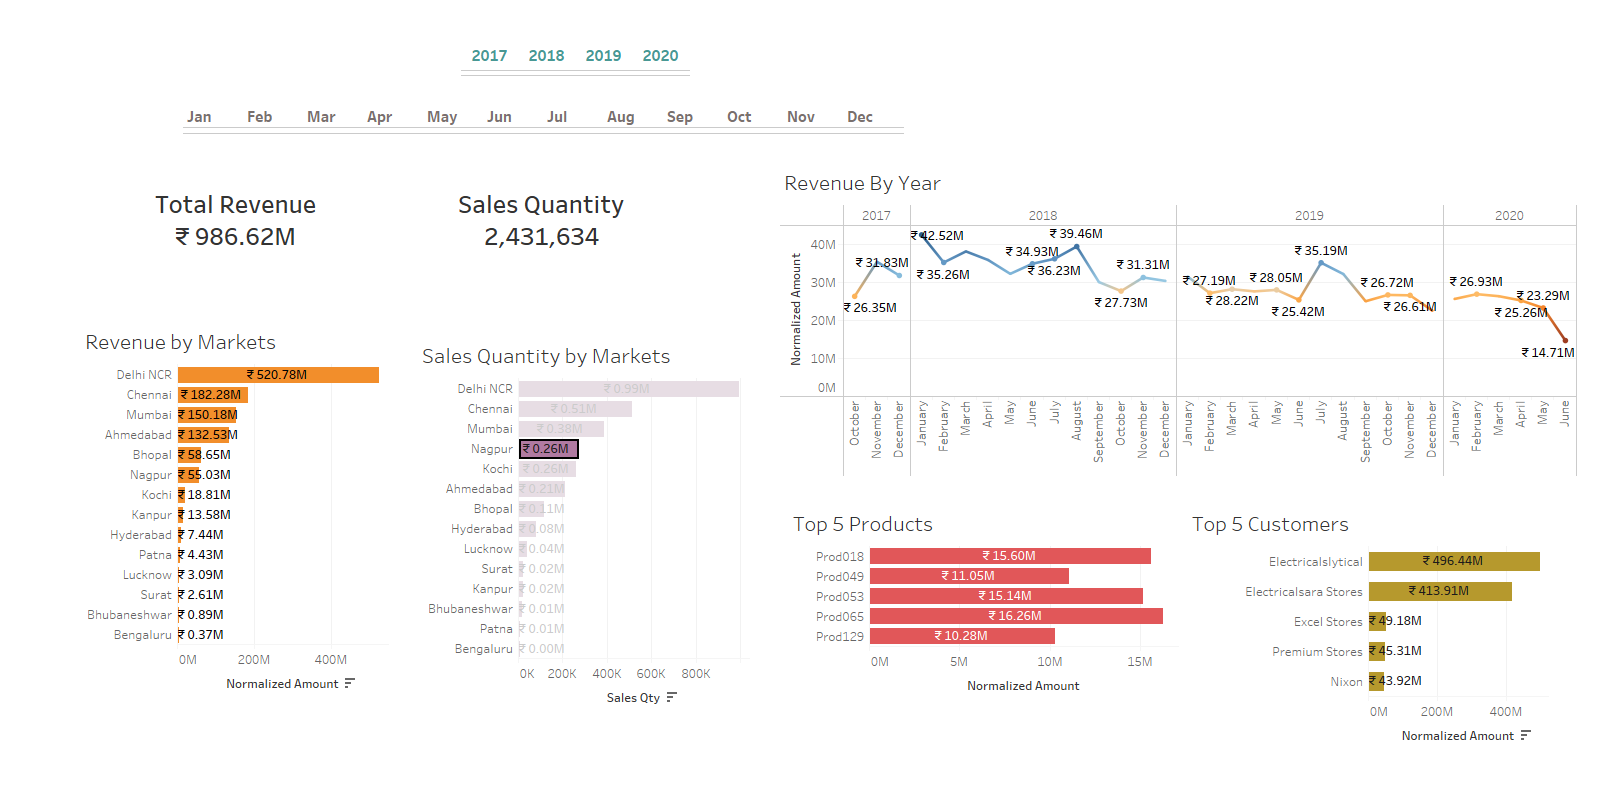 2017 2018 2019 2020
Jan Feb Mar Apr May Jun Jul Aug Sep Oct Nov Dec
Total Revenue
₹ 986.62M
Sales Quantity
2,431,634
Revenue by Markets
Delhi NCR ₹ 520.78M
Chennai ₹ 182.28M
Mumbai ₹ 150.18M
Ahmedabad ₹ 132.53M
Bhopal ₹ 58.65M
Nagpur ₹ 55.03M
Kochi ₹ 18.81M
Kanpur ₹ 13.58M
Hyderabad ₹ 7.44M
Patna ₹ 4.43M
Lucknow ₹ 3.09M
Surat ₹ 2.61M
Bhubaneshwar ₹ 0.89M
Bengaluru ₹ 0.37M
0M 200M 400M
Normalized Amount
Sales Quantity by Markets
Delhi NCR ₹ 0.99M
Chennai ₹ 0.51M
Mumbai ₹ 0.38M
Nagpur ₹ 0.26M
Kochi ₹ 0.26M
Ahmedabad ₹ 0.21M
Bhopal ₹ 0.11M
Hyderabad ₹ 0.08M
Lucknow ₹ 0.04M
Surat ₹ 0.02M
Kanpur ₹ 0.02M
Bhubaneshwar ₹ 0.01M
Patna ₹ 0.01M
Bengaluru ₹ 0.00M
0K 200K 400K 600K 800K
Sales Qty
Revenue By Year
2017 2018 2019 2020
Normalized Amount
40M
30M
20M
10M
0M
₹ 26.35M
₹ 31.83M
₹ 42.52M
₹ 35.26M
₹ 34.93M
₹ 36.23M
₹ 39.46M
₹ 27.73M
₹ 31.31M
₹ 27.19M
₹ 28.22M
₹ 28.05M
₹ 25.42M
₹ 35.19M
₹ 26.72M
₹ 26.61M
₹ 26.93M
₹ 25.26M
₹ 23.29M
₹ 14.71M
October November December January February March April May June July August September October November December January February March April May June July August September October November December January February March April May June
Top 5 Products
Prod018 ₹ 15.60M
Prod049 ₹ 11.05M
Prod053 ₹ 15.14M
Prod065 ₹ 16.26M
Prod129 ₹ 10.28M
0M 5M 10M 15M
Normalized Amount
Top 5 Customers
Electricalslytical ₹ 496.44M
Electricalsara Stores ₹ 413.91M
Excel Stores ₹ 49.18M
Premium Stores ₹ 45.31M
Nixon ₹ 43.92M
0M 200M 400M
Normalized Amount